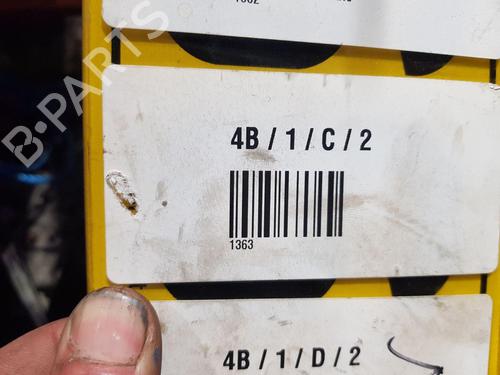 B-PARTS
4B / 1 / C / 2
1363
4B / 1 / D / 2